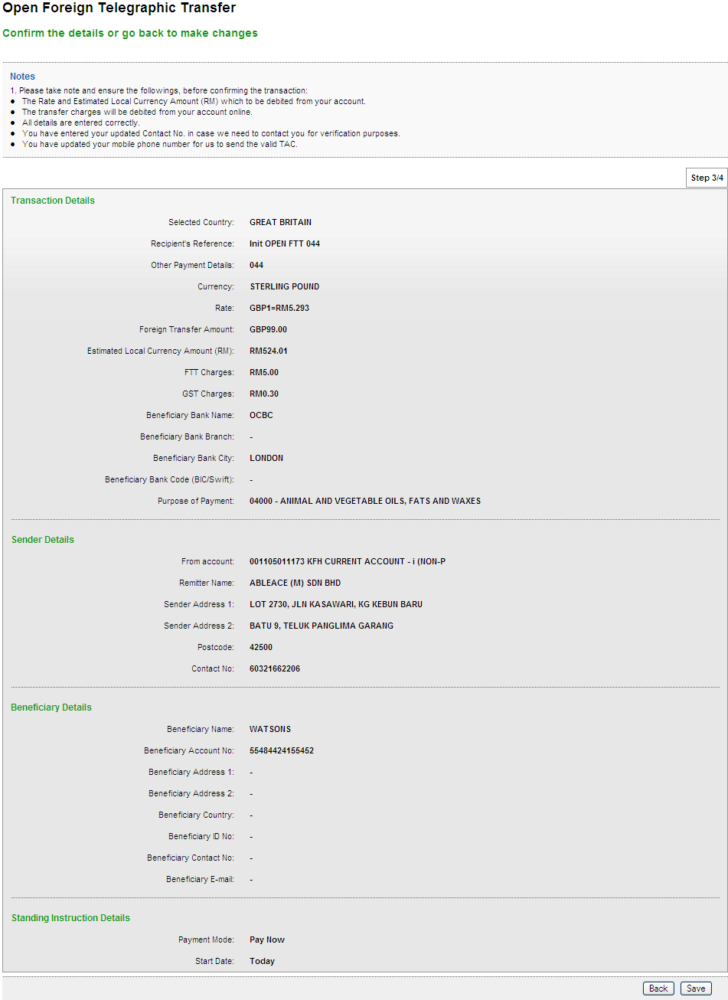 Open Foreign Telegraphic Transfer
Confirm the details or go back to make changes
Notes
1. Please take note and ensure the followings, before confirming the transaction:
● The Rate and Estimated Local Currency Amount (RM) which to be debited from your account.
● The transfer charges will be debited from your account online.
● All details are entered correctly.
● You have entered your updated Contact No. in case we need to contact you for verification purposes.
● You have updated your mobile phone number for us to send the valid TAC.
Step 3/4
Transaction Details
Selected Country: GREAT BRITAIN
Recipient's Reference: Init OPEN FTT 044
Other Payment Details: 044
Currency: STERLING POUND
Rate: GBP1=RM5.293
Foreign Transfer Amount: GBP99.00
Estimated Local Currency Amount (RM): RM524.01
FTT Charges: RM5.00
GST Charges: RM0.30
Beneficiary Bank Name: OCBC
Beneficiary Bank Branch: -
Beneficiary Bank City: LONDON
Beneficiary Bank Code (BIC/Swift): -
Purpose of Payment: 04000 - ANIMAL AND VEGETABLE OILS, FATS AND WAXES
Sender Details
From account: 001105011173 KFH CURRENT ACCOUNT - i (NON-P
Remitter Name: ABLEACE (M) SDN BHD
Sender Address 1: LOT 2730, JLN KASAWARI, KG KEBUN BARU
Sender Address 2: BATU 9, TELUK PANGLIMA GARANG
Postcode: 42500
Contact No: 60321662206
Beneficiary Details
Beneficiary Name: WATSONS
Beneficiary Account No: 55484424155452
Beneficiary Address 1: -
Beneficiary Address 2: -
Beneficiary Country: -
Beneficiary ID No: -
Beneficiary Contact No: -
Beneficiary E-mail: -
Standing Instruction Details
Payment Mode: Pay Now
Start Date: Today
Back Save